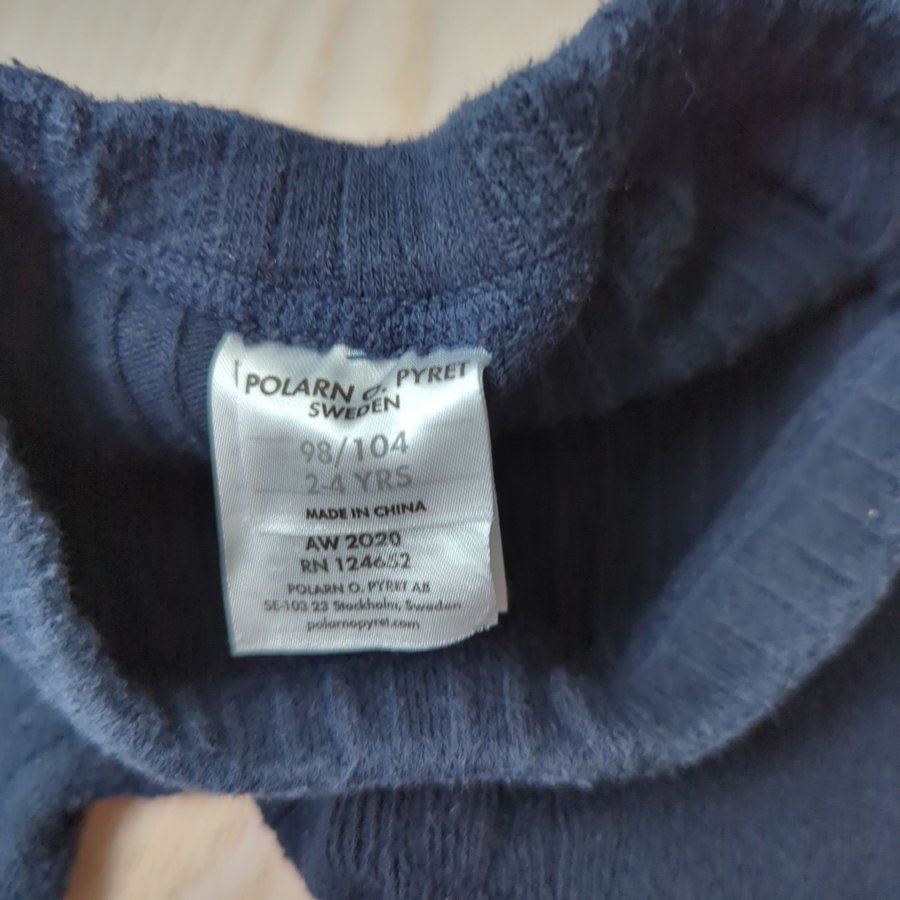 POLARN O. PYRET
SWEDEN
98/104
2-4 YRS
MADE IN CHINA
AW 2020
RN 124652
POLARN O. PYRET AB
SE-103 23 Stockholm, Sweden
polarnopyret.com